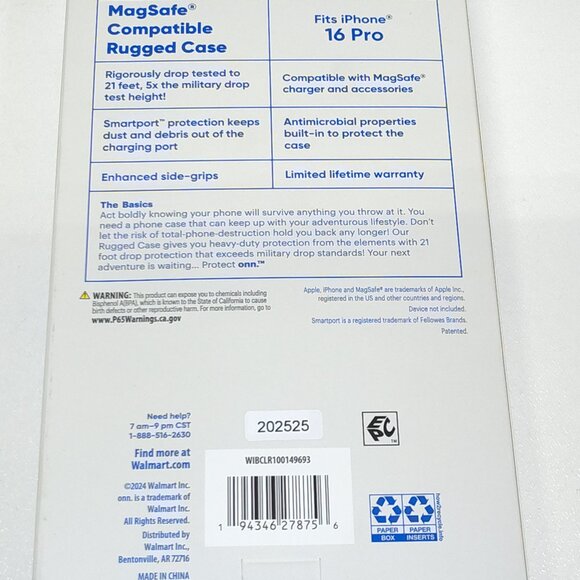 MagSafe®
Compatible
Rugged Case
Fits iPhone®
16 Pro
Rigorously drop tested to
21 feet, 5x the military drop
test height!
Compatible with MagSafe®
charger and accessories
Smartport™ protection keeps
dust and debris out of the
charging port
Antimicrobial properties
built-in to protect the
case
Enhanced side-grips
Limited lifetime warranty
The Basics
Act boldly knowing your phone will survive anything you throw at it. You
need a phone case that can keep up with your adventurous lifestyle. Don't
let the risk of total-phone-destruction hold you back any longer! Our
Rugged Case gives you heavy-duty protection from the elements with 21
foot drop protection that exceeds military drop standards! Your next
adventure is waiting... Protect onn.™
WARNING: This product can expose you to chemicals including
Bisphenol A(BPA), which is known to the State of California to cause
birth defects or other reproductive harm. For more information, go to
www.P65Warnings.ca.gov
Apple, iPhone and MagSafe® are trademarks of Apple Inc.,
registered in the US and other countries and regions.
Device not included.
Smartport is a registered trademark of Fellowes Brands.
Patented.
Need help?
7 am-9 pm CST
1-888-516-2630
Find more at
Walmart.com
©2024 Walmart Inc.
onn. is a trademark of
Walmart Inc.
All Rights Reserved.
Distributed by
Walmart Inc.,
Bentonville, AR 72716
MADE IN CHINA
202525
WIBCLR100149693
1 94346 27875 6
EPC™
PAPER
BOX
PAPER
INSERTS
how2recycle.info